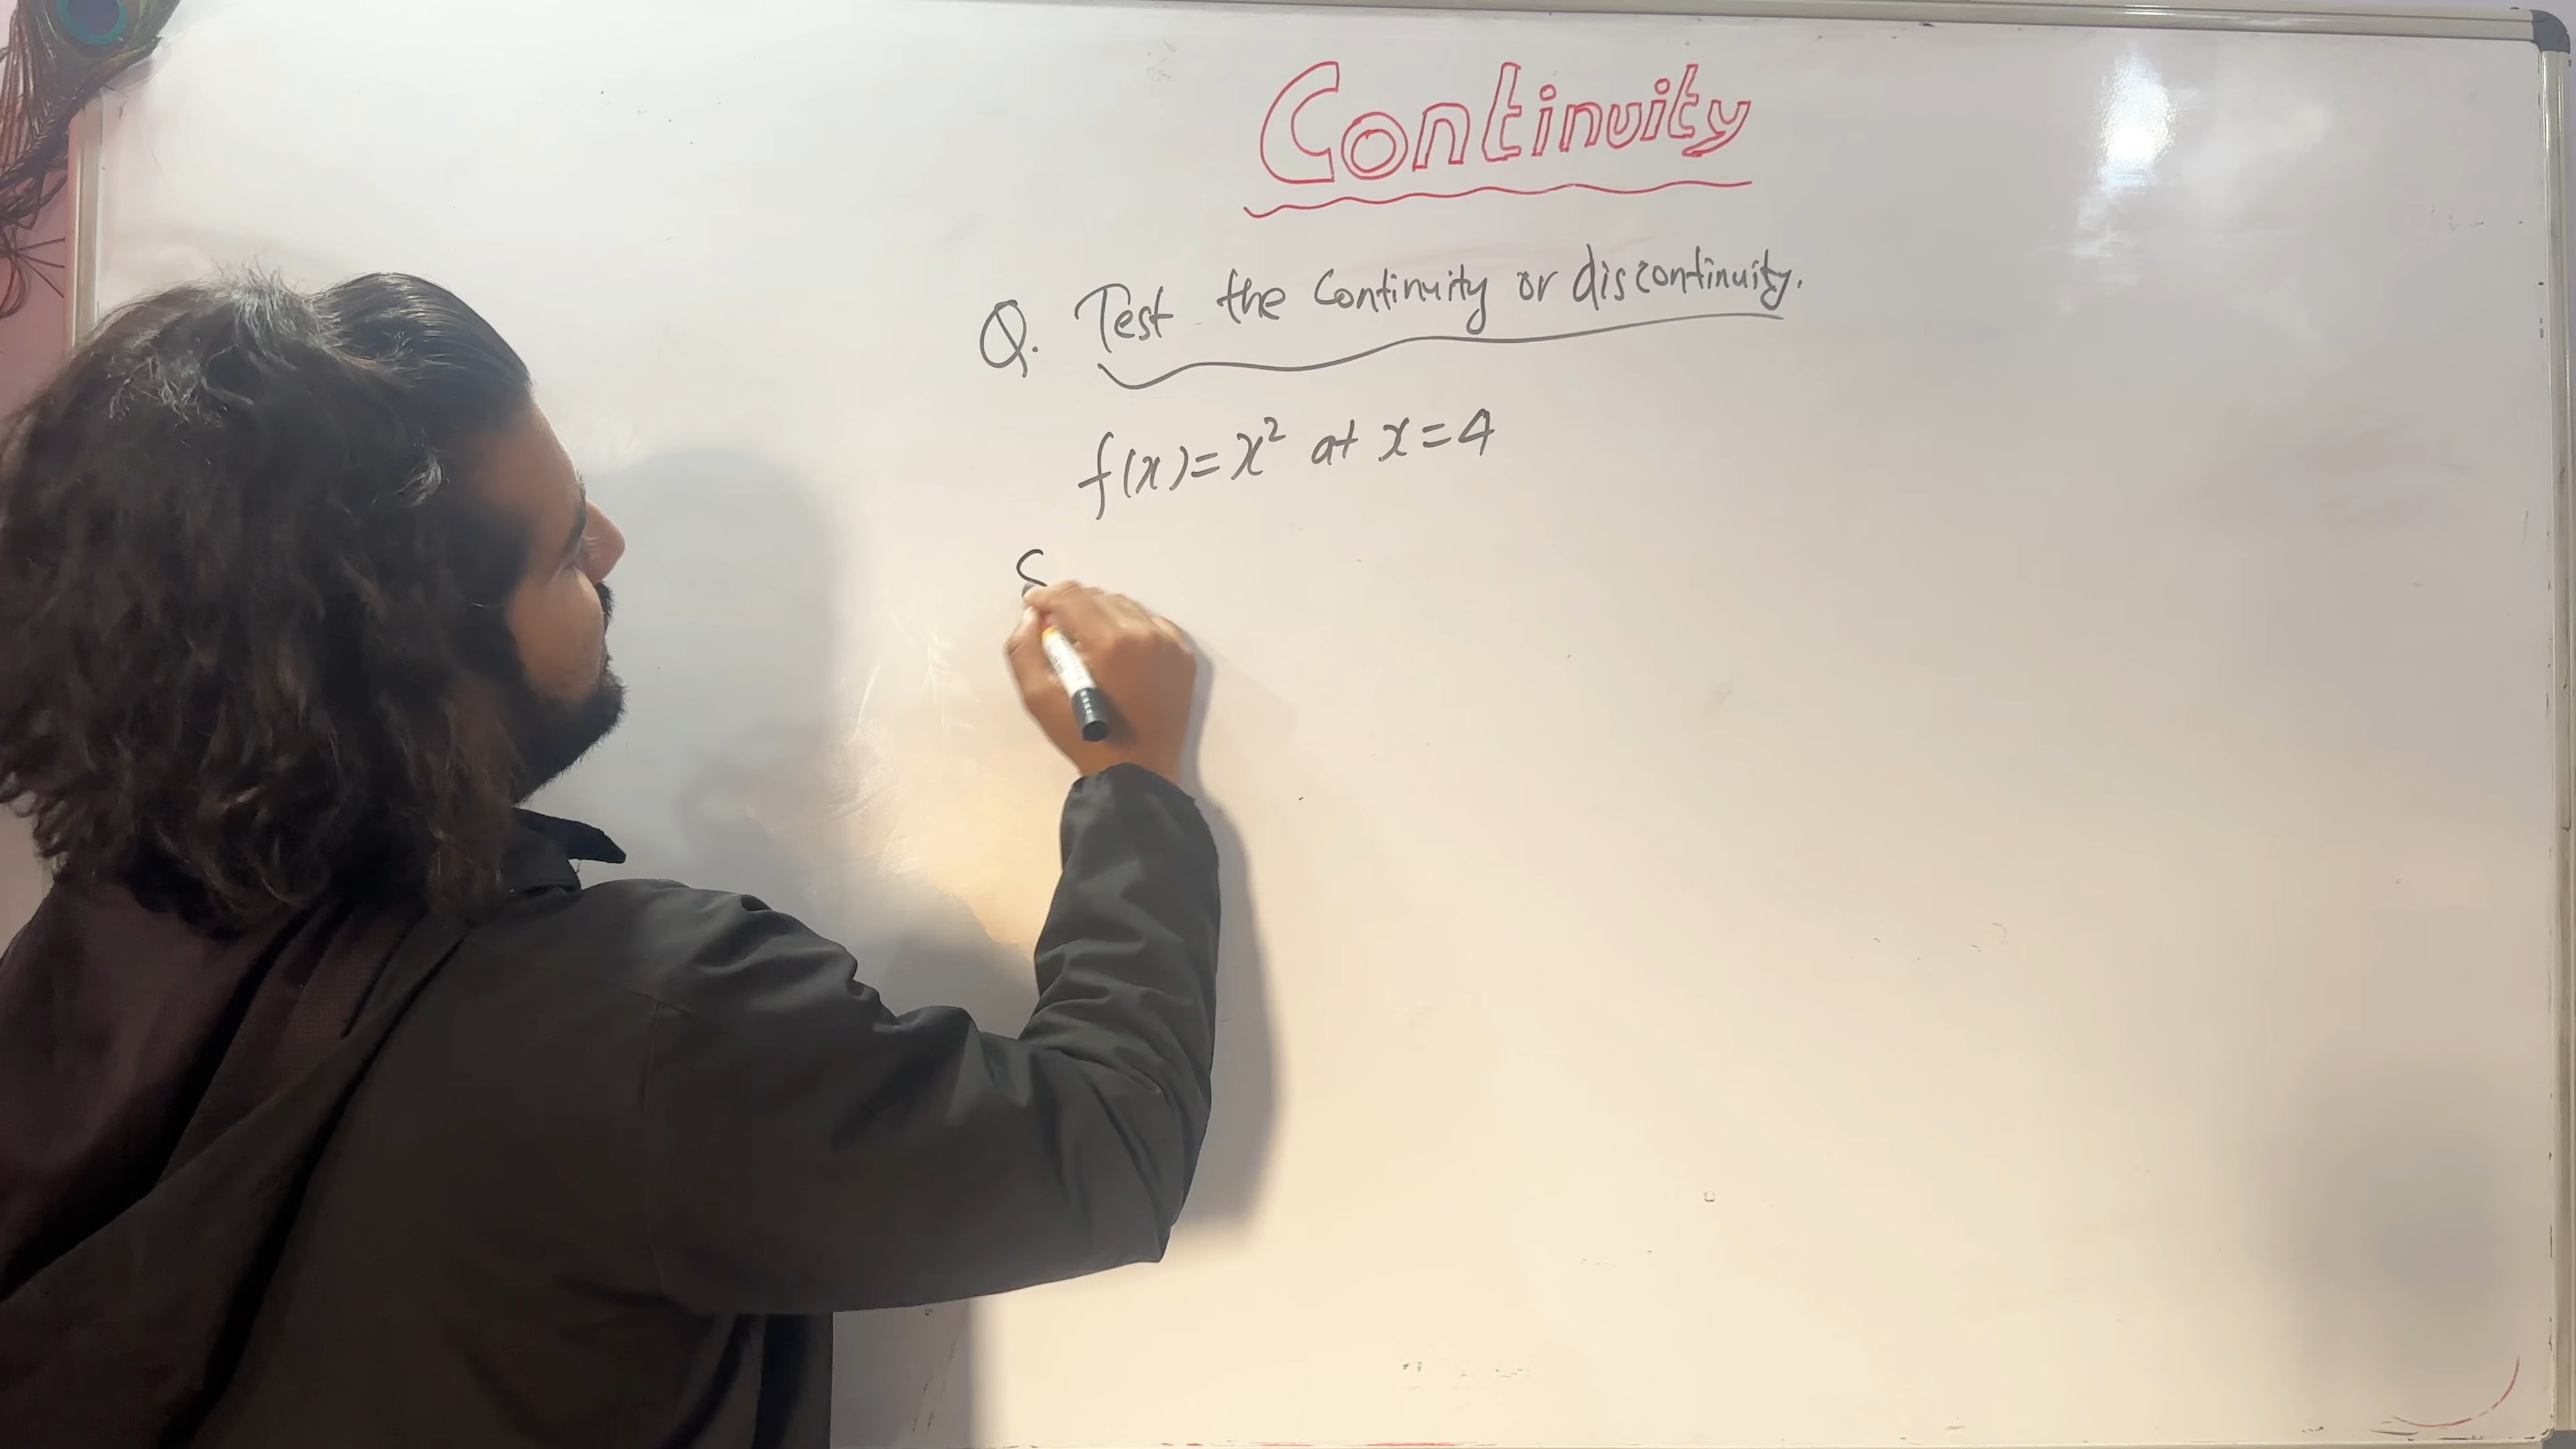 Continuity
Q. Test the Continuity or discontinuity.
f(x)=x² at x=4
S